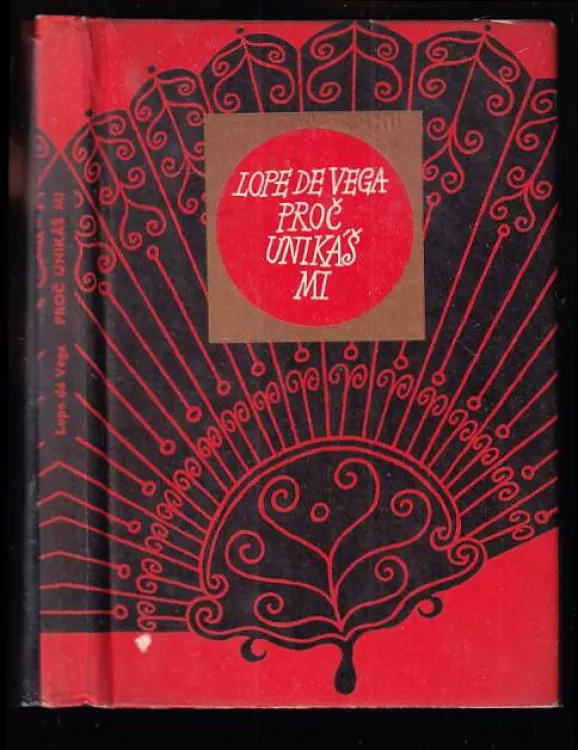 LOPE DE VEGA
PROČ
UNIKÁŠ
MI
Lope de Vega PROČ UNIKÁŠ MI